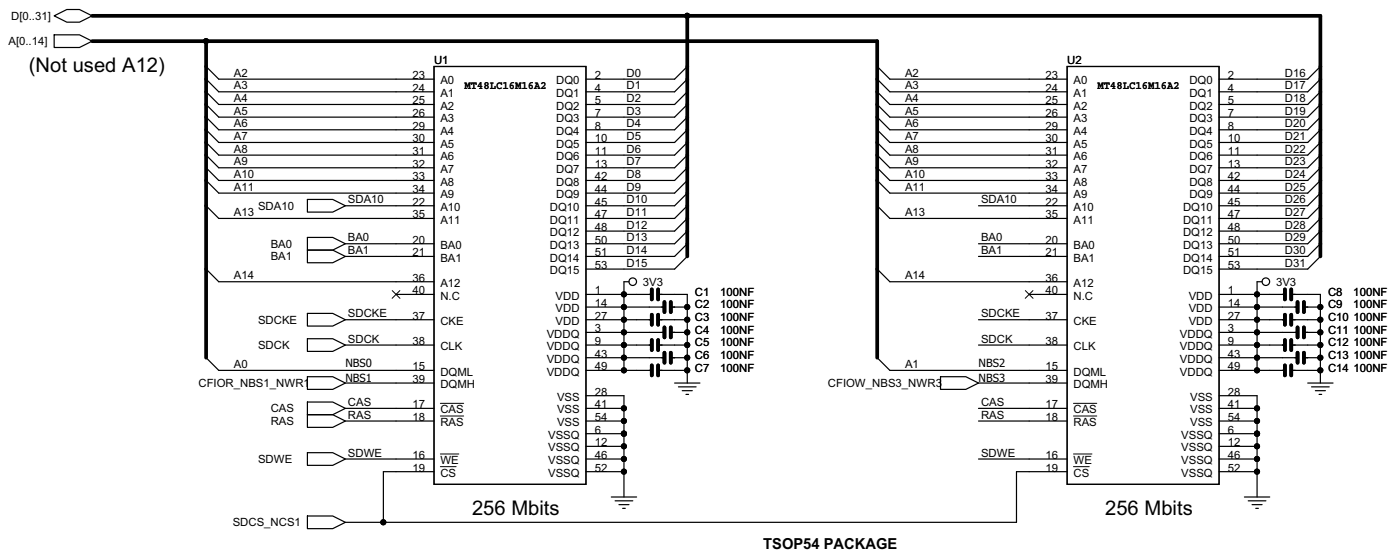 D[0..31]
A[0..14]
(Not used A12)
U1
MT48LC16M16A2
A2 23 A0
A3 24 A1
A4 25 A2
A5 26 A3
A6 29 A4
A7 30 A5
A8 31 A6
A9 32 A7
A10 33 A8
A11 34 A9
SDA10 SDA10 22 A10
A13 35 A11
BA0 BA0 20 BA0
BA1 BA1 21 BA1
A14 36 A12
40 N.C
SDCKE SDCKE 37 CKE
SDCK SDCK 38 CLK
A0 NBS0 15 DQML
CFIOR_NBS1_NWR1 NBS1 39 DQMH
CAS CAS 17 CAS
RAS RAS 18 RAS
SDWE SDWE 16 WE
19 CS
SDCS_NCS1
DQ0 2 D0
DQ1 4 D1
DQ2 5 D2
DQ3 7 D3
DQ4 8 D4
DQ5 10 D5
DQ6 11 D6
DQ7 13 D7
DQ8 42 D8
DQ9 44 D9
DQ10 45 D10
DQ11 47 D11
DQ12 48 D12
DQ13 50 D13
DQ14 51 D14
DQ15 53 D15
3V3
VDD 1 C1 100NF
VDD 14 C2 100NF
VDD 27 C3 100NF
VDDQ 3 C4 100NF
VDDQ 9 C5 100NF
VDDQ 43 C6 100NF
VDDQ 49 C7 100NF
VSS 28
VSS 41
VSS 54
VSSQ 6
VSSQ 12
VSSQ 46
VSSQ 52
256 Mbits
U2
MT48LC16M16A2
A2 23 A0
A3 24 A1
A4 25 A2
A5 26 A3
A6 29 A4
A7 30 A5
A8 31 A6
A9 32 A7
A10 33 A8
A11 34 A9
SDA10 22 A10
A13 35 A11
BA0 20 BA0
BA1 21 BA1
A14 36 A12
40 N.C
SDCKE 37 CKE
SDCK 38 CLK
A1 NBS2 15 DQML
CFIOW_NBS3_NWR3 NBS3 39 DQMH
CAS 17 CAS
RAS 18 RAS
SDWE 16 WE
19 CS
DQ0 2 D16
DQ1 4 D17
DQ2 5 D18
DQ3 7 D19
DQ4 8 D20
DQ5 10 D21
DQ6 11 D22
DQ7 13 D23
DQ8 42 D24
DQ9 44 D25
DQ10 45 D26
DQ11 47 D27
DQ12 48 D28
DQ13 50 D29
DQ14 51 D30
DQ15 53 D31
3V3
VDD 1 C8 100NF
VDD 14 C9 100NF
VDD 27 C10 100NF
VDDQ 3 C11 100NF
VDDQ 9 C12 100NF
VDDQ 43 C13 100NF
VDDQ 49 C14 100NF
VSS 28
VSS 41
VSS 54
VSSQ 6
VSSQ 12
VSSQ 46
VSSQ 52
256 Mbits
TSOP54 PACKAGE